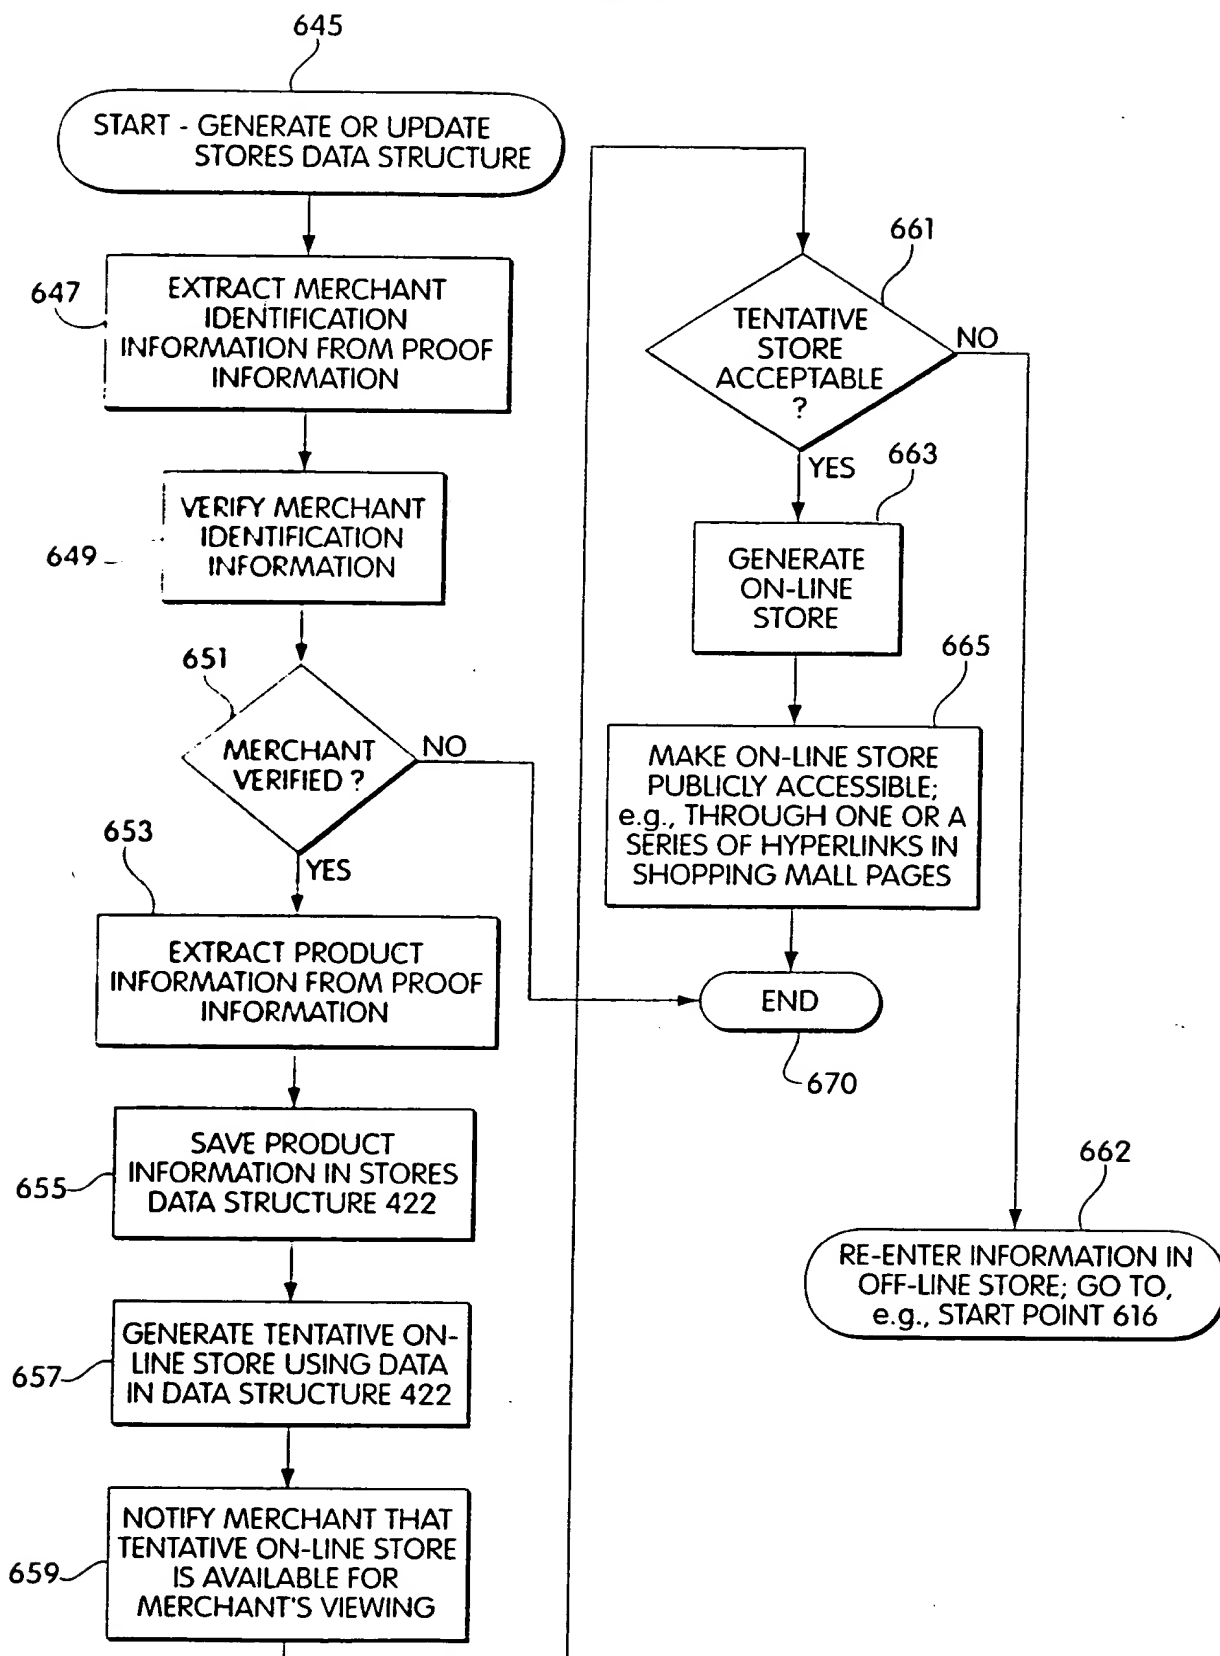 645
START - GENERATE OR UPDATE
STORES DATA STRUCTURE
647
EXTRACT MERCHANT
IDENTIFICATION
INFORMATION FROM PROOF
INFORMATION
649
VERIFY MERCHANT
IDENTIFICATION
INFORMATION
651
MERCHANT
VERIFIED ?
NO
YES
653
EXTRACT PRODUCT
INFORMATION FROM PROOF
INFORMATION
655
SAVE PRODUCT
INFORMATION IN STORES
DATA STRUCTURE 422
657
GENERATE TENTATIVE ON-
LINE STORE USING DATA
IN DATA STRUCTURE 422
659
NOTIFY MERCHANT THAT
TENTATIVE ON-LINE STORE
IS AVAILABLE FOR
MERCHANT'S VIEWING
661
TENTATIVE
STORE
ACCEPTABLE
?
NO
YES
663
GENERATE
ON-LINE
STORE
665
MAKE ON-LINE STORE
PUBLICLY ACCESSIBLE;
e.g., THROUGH ONE OR A
SERIES OF HYPERLINKS IN
SHOPPING MALL PAGES
END
670
662
RE-ENTER INFORMATION IN
OFF-LINE STORE; GO TO,
e.g., START POINT 616